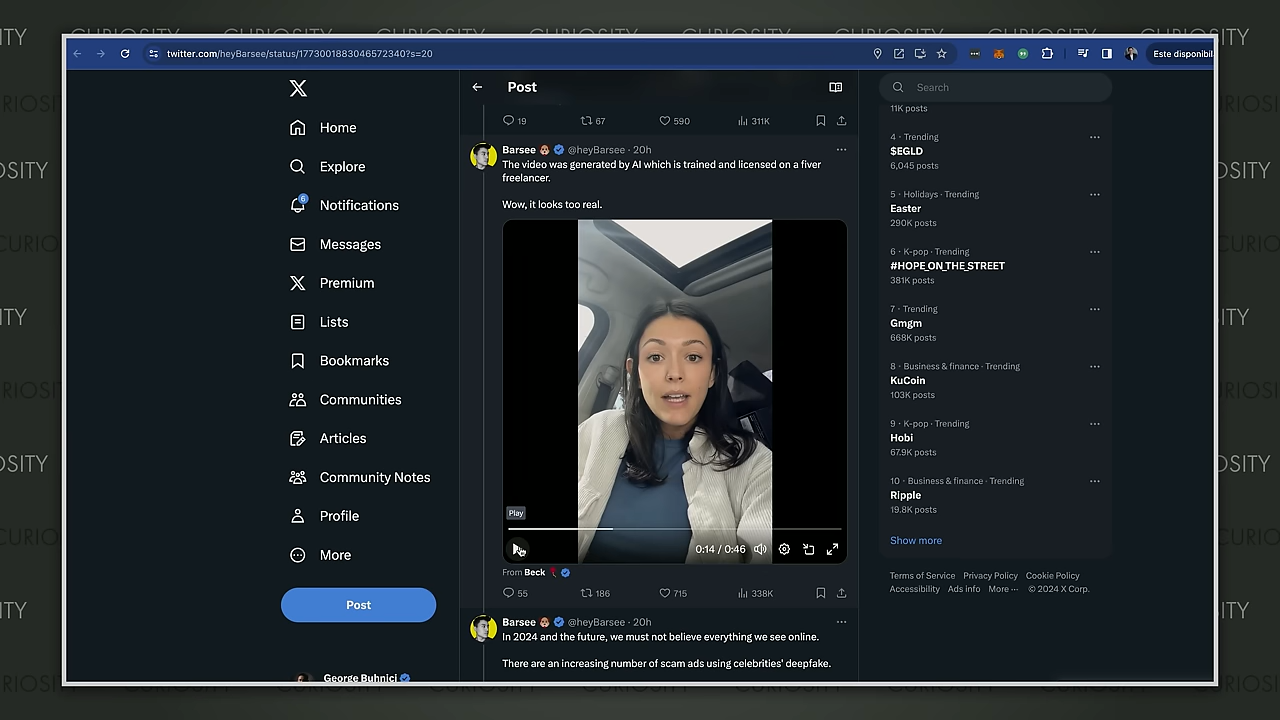 CURIOSITY
twitter.com/heyBarsee/status/1773001883046572340?s=20
Este disponibil
Home
Explore
6
Notifications
Messages
Premium
Lists
Bookmarks
Communities
Articles
Community Notes
Profile
More
Post
George Buhnici
Post
19 67 590 311K
Barsee @heyBarsee · 20h
The video was generated by AI which is trained and licensed on a fiver
freelancer.
Wow, it looks too real.
Play
0:14 / 0:46
From Beck
55 186 715 338K
Barsee @heyBarsee · 20h
In 2024 and the future, we must not believe everything we see online.
There are an increasing number of scam ads using celebrities' deepfake.
Search
11K posts
4 · Trending
$EGLD
6,045 posts
5 · Holidays · Trending
Easter
290K posts
6 · K-pop · Trending
#HOPE_ON_THE_STREET
381K posts
7 · Trending
Gmgm
668K posts
8 · Business & finance · Trending
KuCoin
103K posts
9 · K-pop · Trending
Hobi
67.9K posts
10 · Business & finance · Trending
Ripple
19.8K posts
Show more
Terms of Service Privacy Policy Cookie Policy
Accessibility Ads info More ··· © 2024 X Corp.